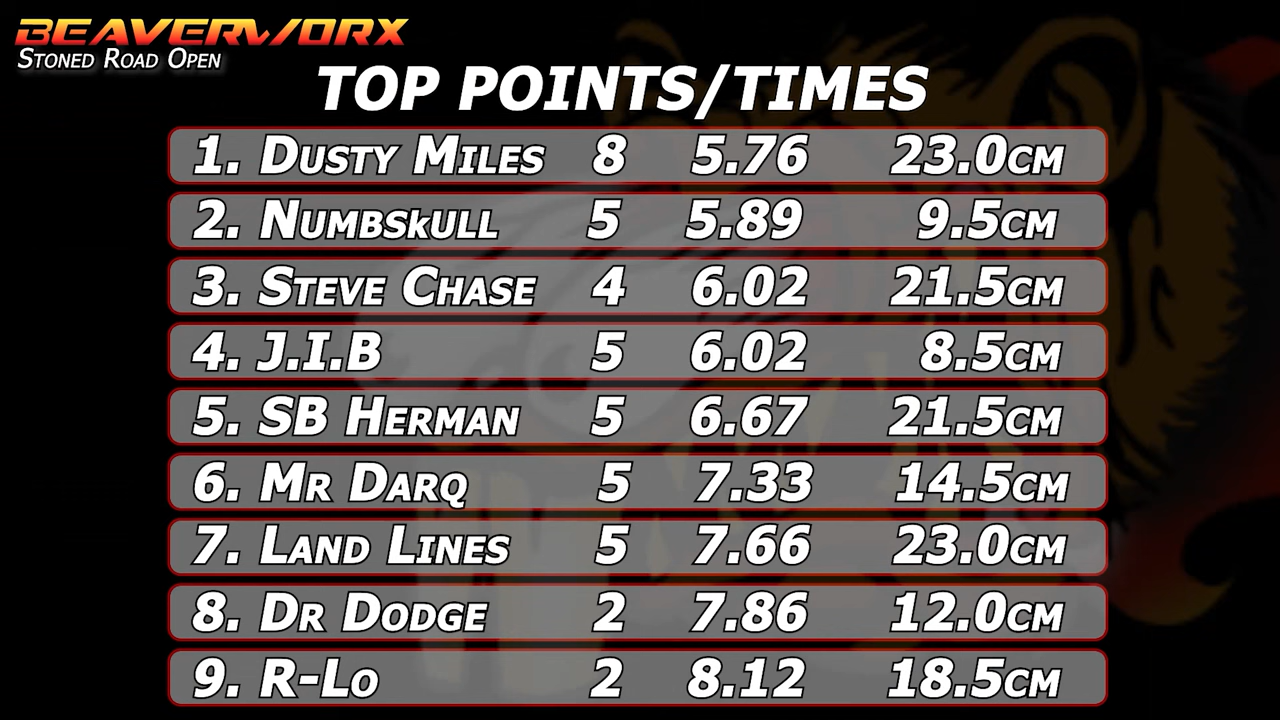 BEAVERWORX
STONED ROAD OPEN
TOP POINTS/TIMES
1. DUSTY MILES 8 5.76 23.0CM
2. NUMBSKULL 5 5.89 9.5CM
3. STEVE CHASE 4 6.02 21.5CM
4. J.I.B 5 6.02 8.5CM
5. SB HERMAN 5 6.67 21.5CM
6. MR DARQ 5 7.33 14.5CM
7. LAND LINES 5 7.66 23.0CM
8. DR DODGE 2 7.86 12.0CM
9. R-LO 2 8.12 18.5CM